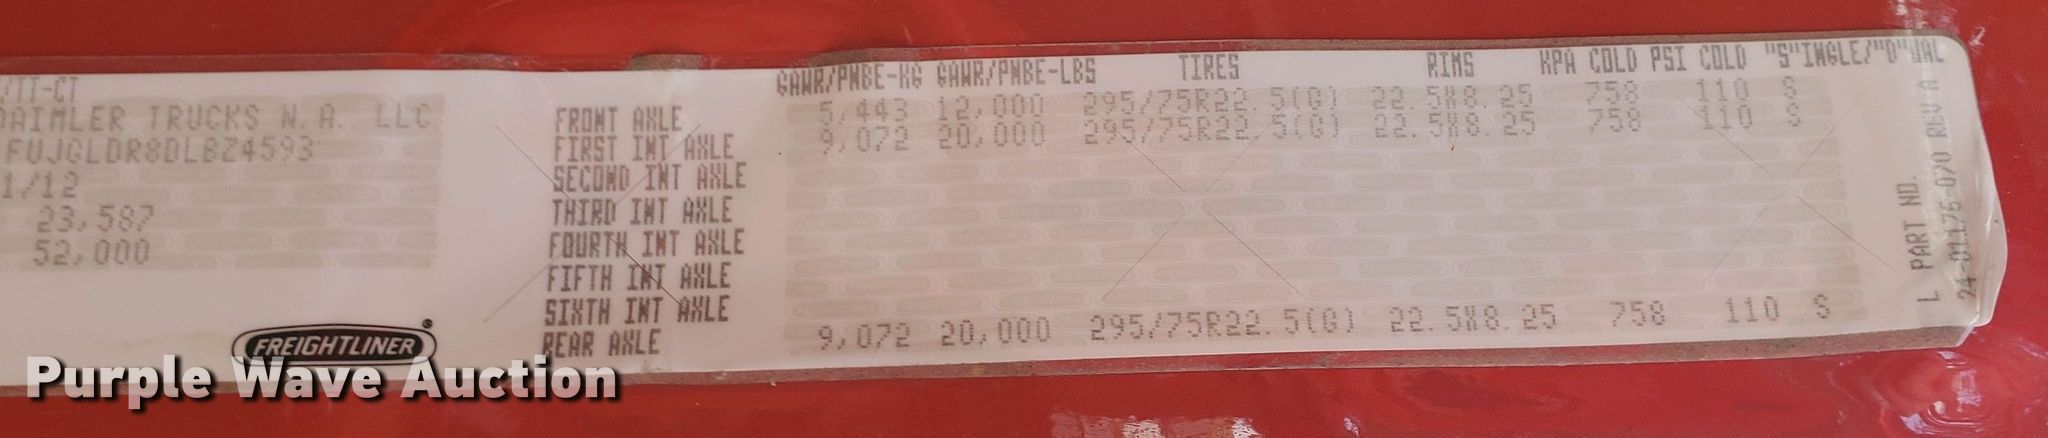 /TT-CT
DAIMLER TRUCKS N.A. LLC
FUJGLDR8DLBZ4593
1/12
23,587
52,000
FREIGHTLINER
GAWR/PNBE-KG GAWR/PNBE-LBS TIRES RIMS KPA COLD PSI COLD "S"INGLE/"D"UAL
FRONT AXLE 5,443 12,000 295/75R22.5(G) 22.5X8.25 758 110 S
FIRST INT AXLE 9,072 20,000 295/75R22.5(G) 22.5X8.25 758 110 S
SECOND INT AXLE
THIRD INT AXLE
FOURTH INT AXLE
FIFTH INT AXLE
SIXTH INT AXLE
REAR AXLE 9,072 20,000 295/75R22.5(G) 22.5X8.25 758 110 S
L PART NO.
24-01175-070 REV A
Purple Wave Auction